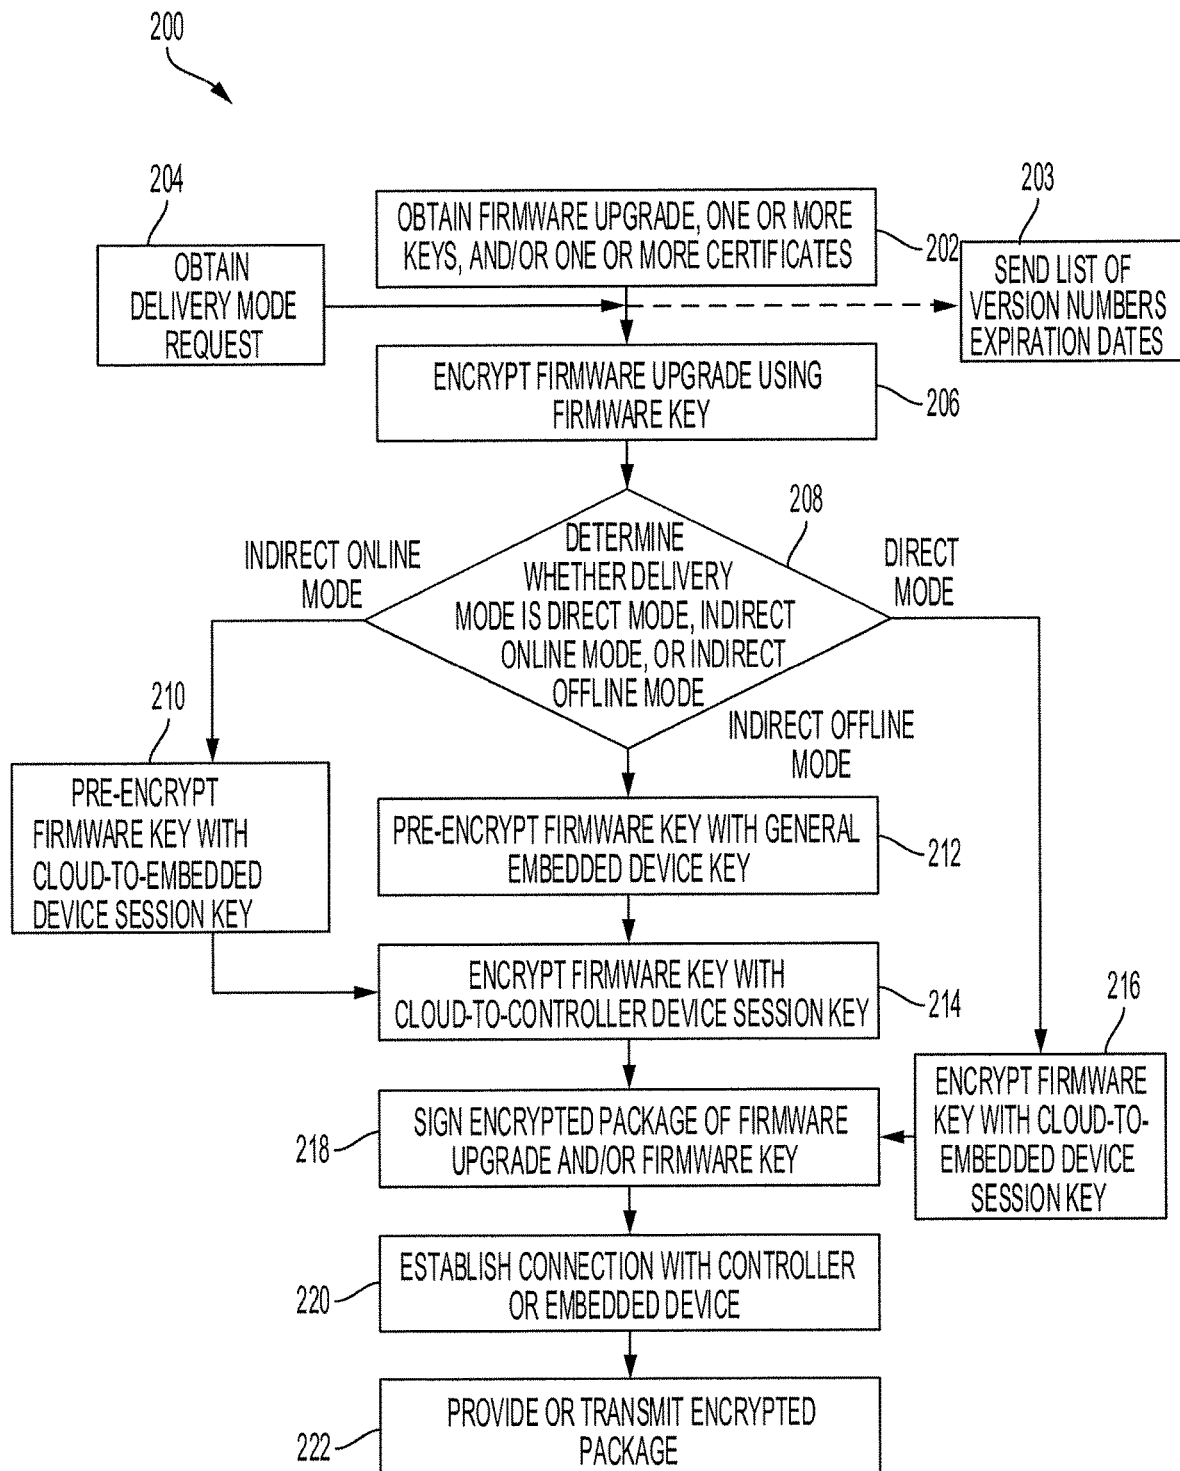 200
204
OBTAIN
DELIVERY MODE
REQUEST
OBTAIN FIRMWARE UPGRADE, ONE OR MORE
KEYS, AND/OR ONE OR MORE CERTIFICATES
202
203
SEND LIST OF
VERSION NUMBERS
EXPIRATION DATES
ENCRYPT FIRMWARE UPGRADE USING
FIRMWARE KEY
206
208
DETERMINE
WHETHER DELIVERY
MODE IS DIRECT MODE, INDIRECT
ONLINE MODE, OR INDIRECT
OFFLINE MODE
INDIRECT ONLINE
MODE
DIRECT
MODE
INDIRECT OFFLINE
MODE
210
PRE-ENCRYPT
FIRMWARE KEY WITH
CLOUD-TO-EMBEDDED
DEVICE SESSION KEY
PRE-ENCRYPT FIRMWARE KEY WITH GENERAL
EMBEDDED DEVICE KEY
212
ENCRYPT FIRMWARE KEY WITH
CLOUD-TO-CONTROLLER DEVICE SESSION KEY
214
216
ENCRYPT FIRMWARE
KEY WITH CLOUD-TO-
EMBEDDED DEVICE
SESSION KEY
218
SIGN ENCRYPTED PACKAGE OF FIRMWARE
UPGRADE AND/OR FIRMWARE KEY
220
ESTABLISH CONNECTION WITH CONTROLLER
OR EMBEDDED DEVICE
222
PROVIDE OR TRANSMIT ENCRYPTED
PACKAGE